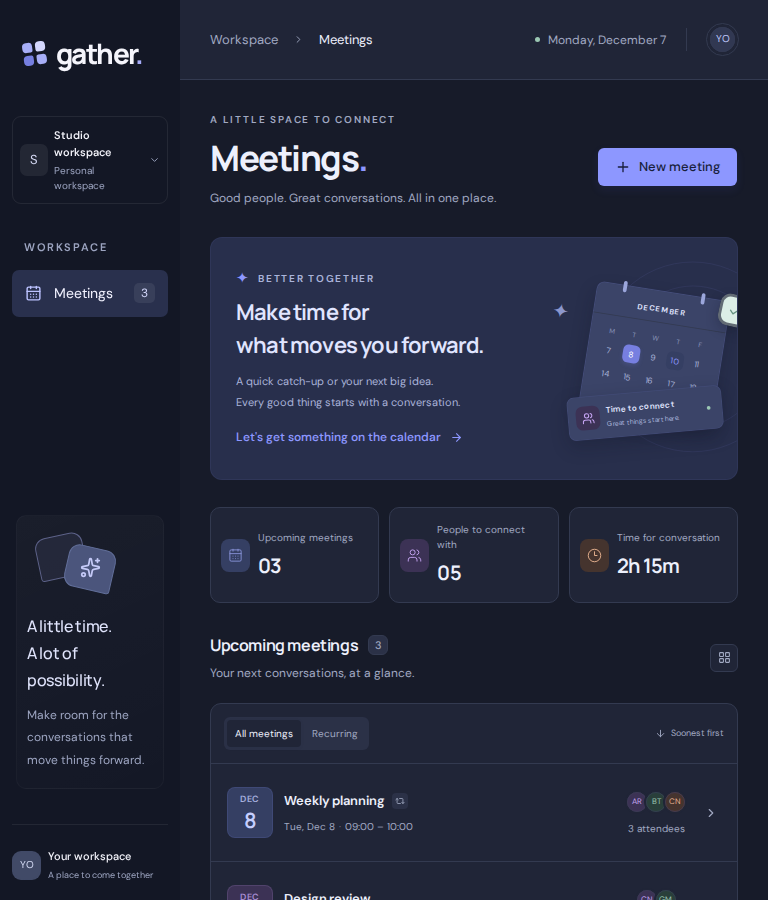 gather.
Studio
workspace
Personal
workspace
S
WORKSPACE
Meetings 3
A little time.
A lot of
possibility.
Make room for the
conversations that
move things forward.
YO
Your workspace
A place to come together
Workspace > Meetings
Monday, December 7
YO
A LITTLE SPACE TO CONNECT
Meetings.
Good people. Great conversations. All in one place.
+ New meeting
BETTER TOGETHER
Make time for
what moves you forward.
A quick catch-up or your next big idea.
Every good thing starts with a conversation.
Let's get something on the calendar →
DECEMBER
M T W T F
7 8 9 10 11
14 15 16 17
Time to connect
Great things start here
Upcoming meetings
03
People to connect
with
05
Time for conversation
2h 15m
Upcoming meetings 3
Your next conversations, at a glance.
All meetings Recurring
↓ Soonest first
DEC
8
Weekly planning
Tue, Dec 8 · 09:00 – 10:00
AR BT CN
3 attendees
DEC
Design review
CN GM